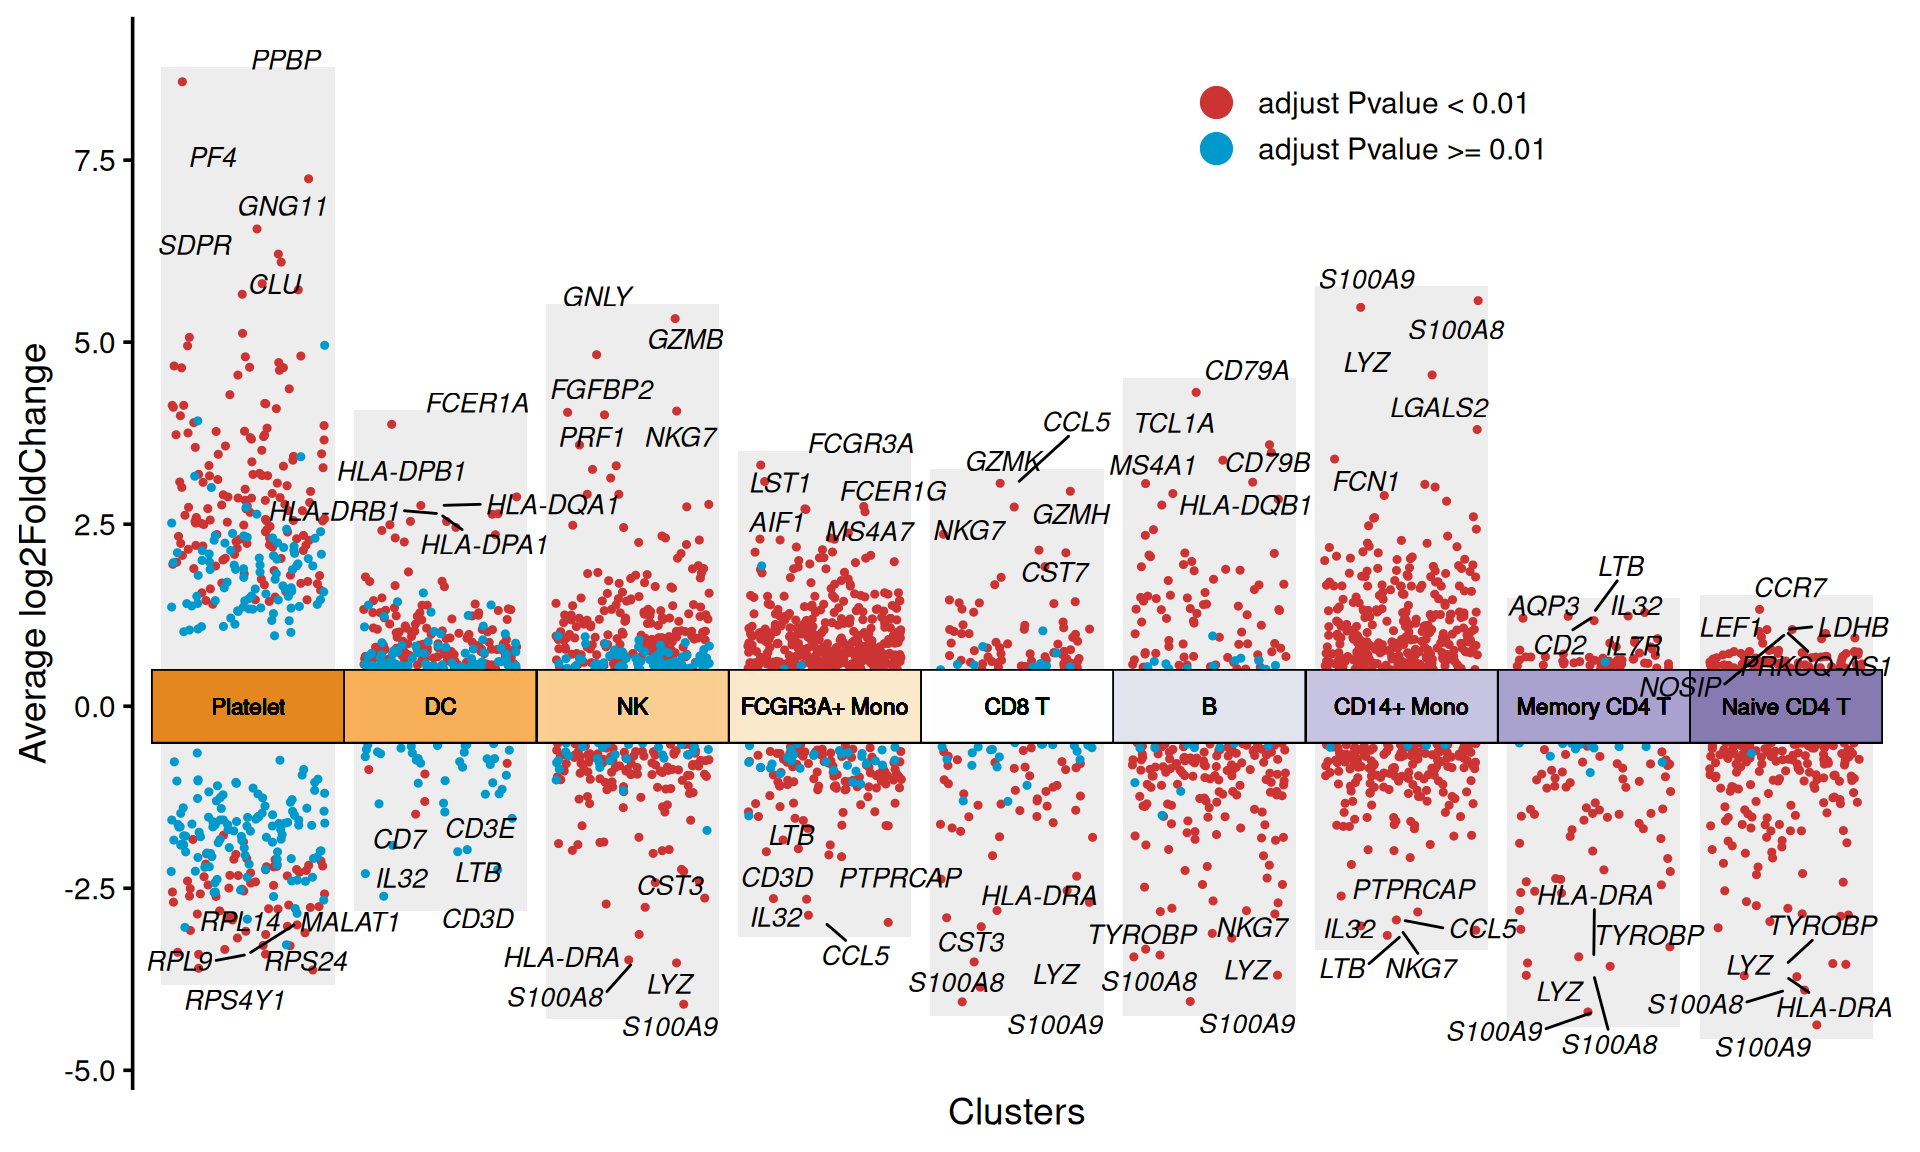 Average log2FoldChange
7.5
5.0
2.5
0.0
-2.5
-5.0
adjust Pvalue < 0.01
adjust Pvalue >= 0.01
PPBP
PF4
GNG11
SDPR
CLU
FCER1A
HLA-DPB1
HLA-DRB1
HLA-DQA1
HLA-DPA1
GNLY
GZMB
FGFBP2
PRF1
NKG7
FCGR3A
LST1
FCER1G
AIF1
MS4A7
CCL5
GZMK
GZMH
NKG7
CST7
CD79A
TCL1A
MS4A1
CD79B
HLA-DQB1
S100A9
S100A8
LYZ
LGALS2
FCN1
LTB
AQP3
IL32
CD2
IL7R
CCR7
LEF1
LDHB
PRKCQ-AS1
NOSIP
Platelet
DC
NK
FCGR3A+ Mono
CD8 T
B
CD14+ Mono
Memory CD4 T
Naive CD4 T
RPL14
MALAT1
RPL9
RPS24
RPS4Y1
CD7
CD3E
IL32
LTB
CD3D
CST3
HLA-DRA
S100A8
LYZ
S100A9
LTB
CD3D
PTPRCAP
IL32
CCL5
HLA-DRA
CST3
S100A8
LYZ
S100A9
TYROBP
NKG7
S100A8
LYZ
S100A9
PTPRCAP
IL32
CCL5
LTB
NKG7
HLA-DRA
TYROBP
LYZ
S100A9
S100A8
TYROBP
LYZ
S100A8
HLA-DRA
S100A9
Clusters